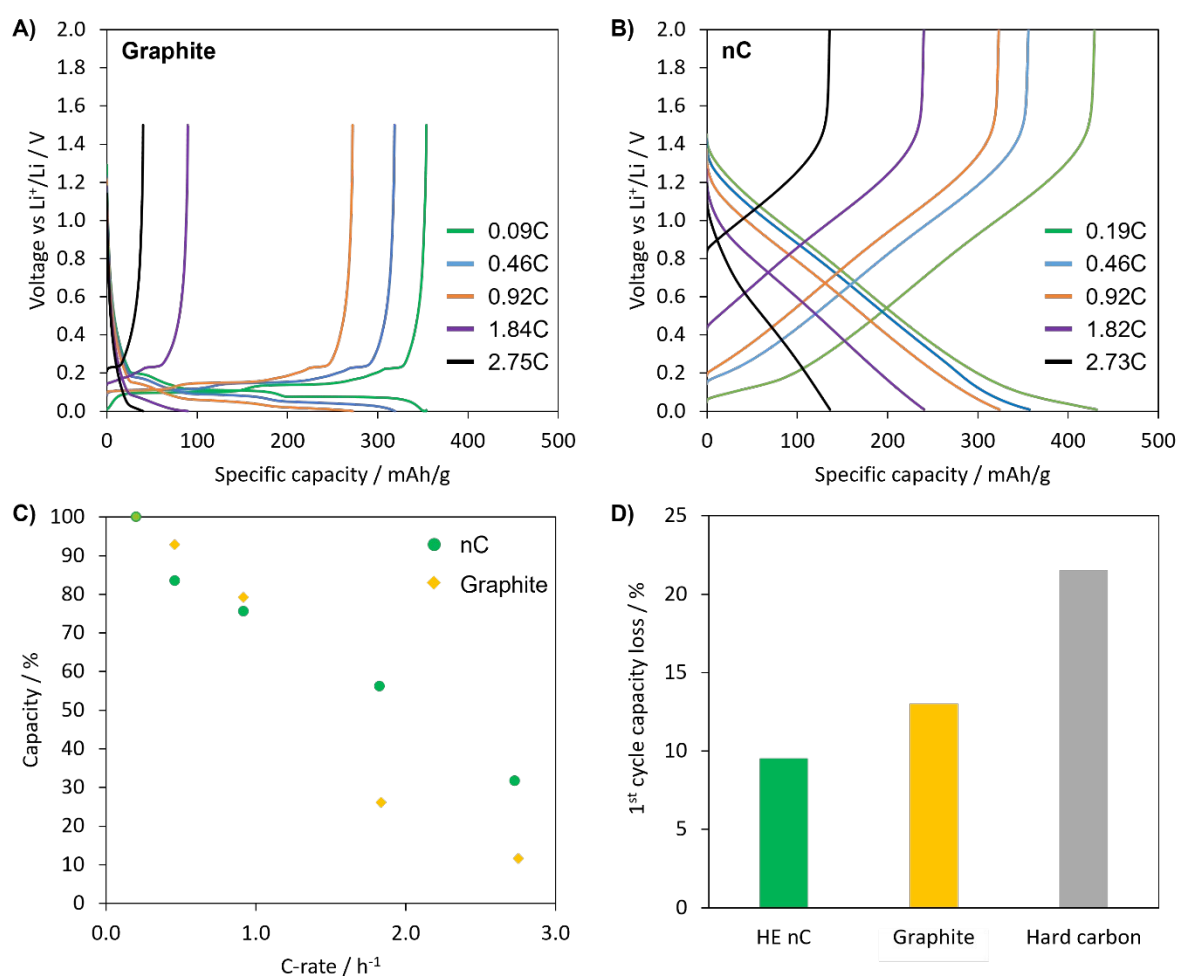 A)
Graphite
Voltage vs Li⁺/Li / V
2.0
1.8
1.6
1.4
1.2
1.0
0.8
0.6
0.4
0.2
0.0
0.09C
0.46C
0.92C
1.84C
2.75C
0 100 200 300 400 500
Specific capacity / mAh/g
B)
nC
Voltage vs Li⁺/Li / V
2.0
1.8
1.6
1.4
1.2
1.0
0.8
0.6
0.4
0.2
0.0
0.19C
0.46C
0.92C
1.82C
2.73C
0 100 200 300 400 500
Specific capacity / mAh/g
C)
Capacity / %
100
90
80
70
60
50
40
30
20
10
0
nC
Graphite
0.0 1.0 2.0 3.0
C-rate / h⁻¹
D)
1ˢᵗ cycle capacity loss / %
25
20
15
10
5
0
HE nC Graphite Hard carbon